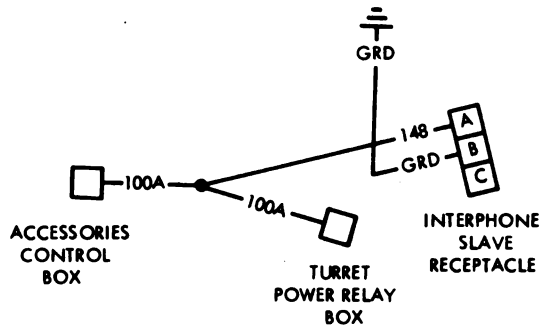 GRD
148
A
GRD
B
C
100A
100A
ACCESSORIES
CONTROL
BOX
TURRET
POWER RELAY
BOX
INTERPHONE
SLAVE
RECEPTACLE